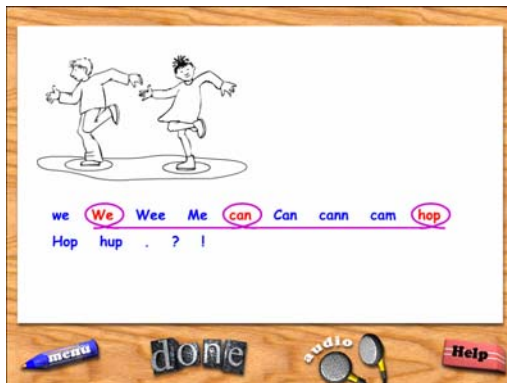 we We Wee Me can Can cann cam hop
Hop hup . ? !
menu done audio Help